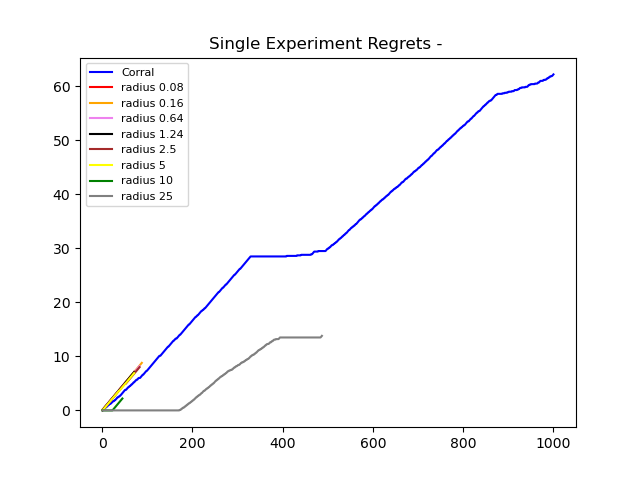 Single Experiment Regrets -
Corral
radius 0.08
radius 0.16
radius 0.64
radius 1.24
radius 2.5
radius 5
radius 10
radius 25
60
50
40
30
20
10
0
0 200 400 600 800 1000